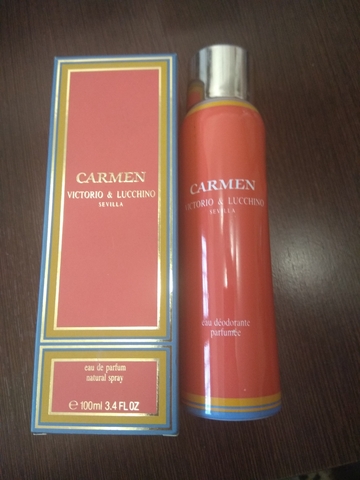 CARMEN
VICTORIO & LUCCHINO
SEVILLA
eau de parfum
natural spray
℮ 100ml 3.4 FL OZ
CARMEN
VICTORIO & LUCCHINO
SEVILLA
eau déodorante
parfumée